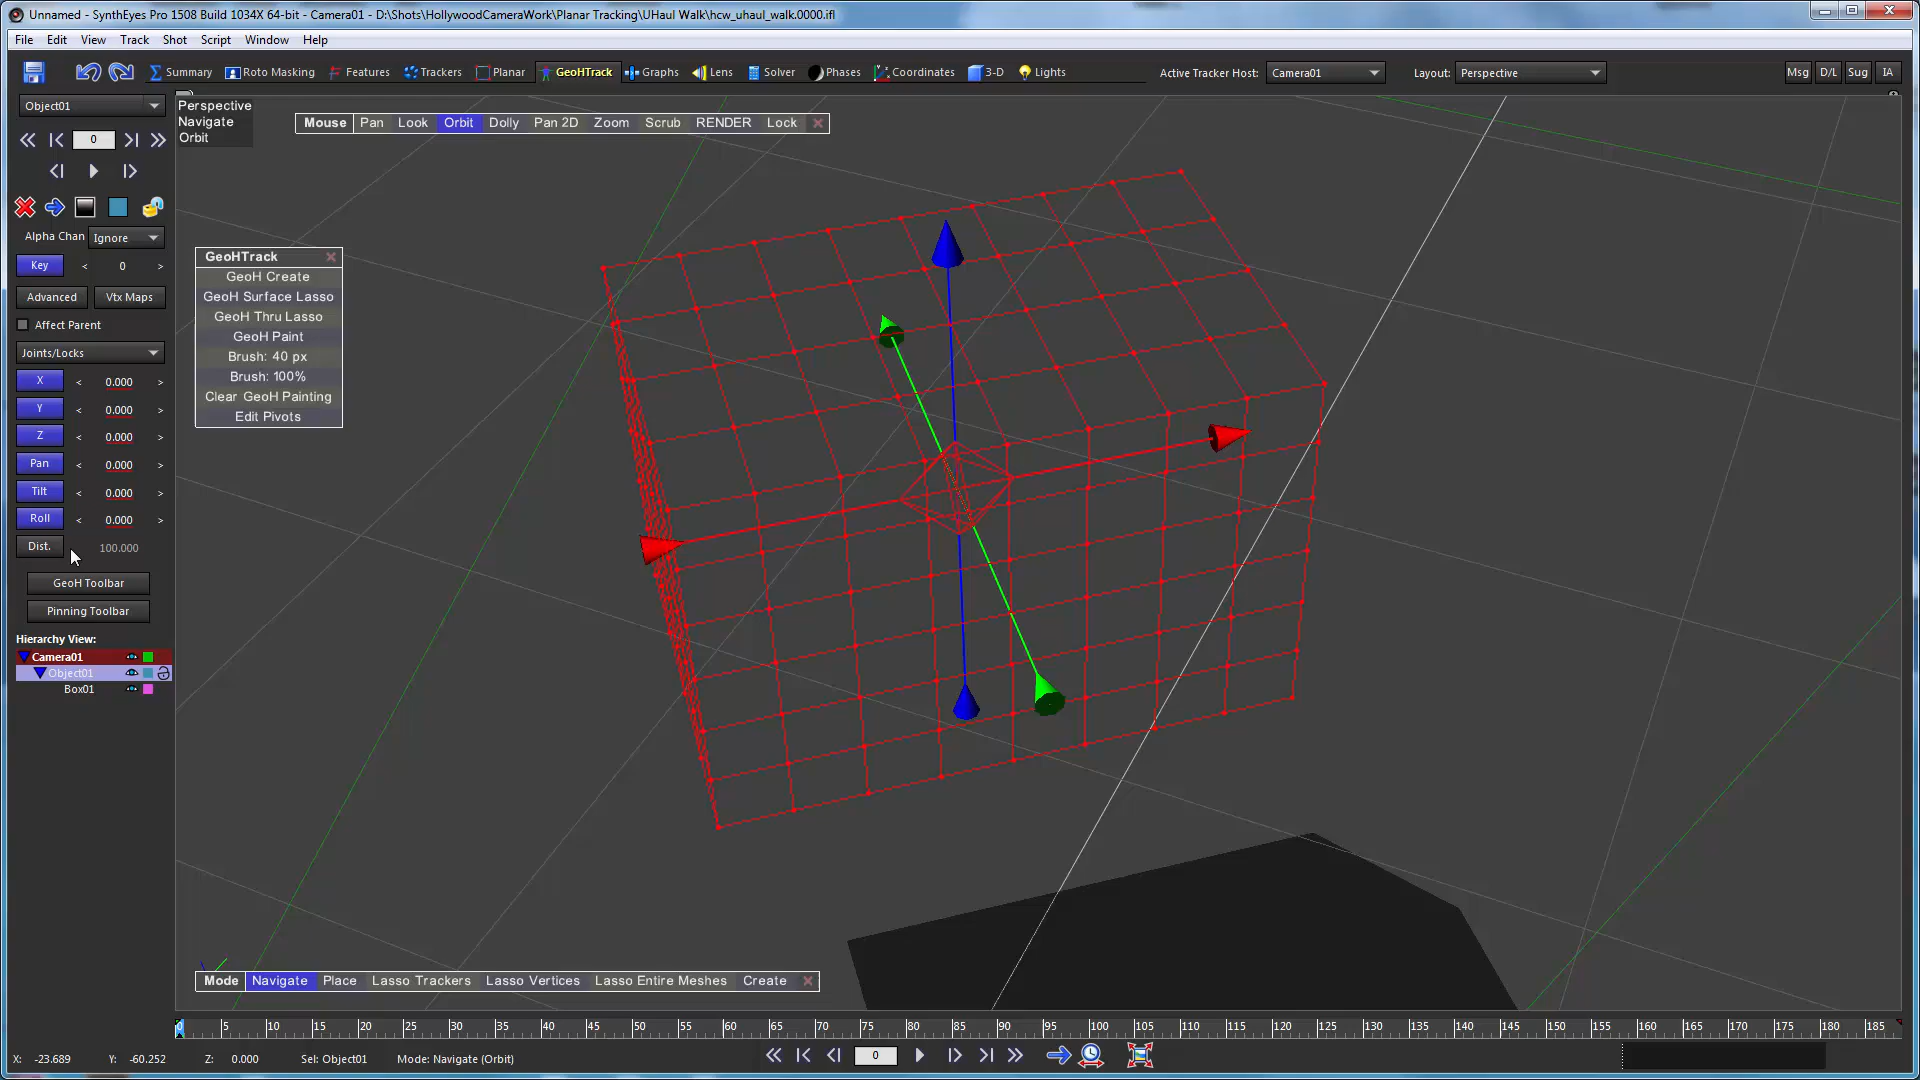 Unnamed - SynthEyes Pro 1508 Build 1034X 64-bit - Camera01 - D:\Shots\HollywoodCameraWork\Planar Tracking\UHaul Walk\hcw_uhaul_walk.0000.ifl
File Edit View Track Shot Script Window Help
Summary Roto Masking Features Trackers Planar GeoHTrack Graphs Lens Solver Phases Coordinates 3-D Lights Active Tracker Host: Camera01 Layout: Perspective Msg D/L Sug IA
Object01
Perspective
Navigate
Orbit
Mouse Pan Look Orbit Dolly Pan 2D Zoom Scrub RENDER Lock
0
Alpha Chan Ignore
Key < 0 >
Advanced Vtx Maps
Affect Parent
Joints/Locks
X < 0.000 >
Y < 0.000 >
Z < 0.000 >
Pan < 0.000 >
Tilt < 0.000 >
Roll < 0.000 >
Dist. 100.000
GeoH Toolbar
Pinning Toolbar
Hierarchy View:
Camera01
Object01
Box01
GeoHTrack
GeoH Create
GeoH Surface Lasso
GeoH Thru Lasso
GeoH Paint
Brush: 40 px
Brush: 100%
Clear GeoH Painting
Edit Pivots
Mode Navigate Place Lasso Trackers Lasso Vertices Lasso Entire Meshes Create
0 5 10 15 20 25 30 35 40 45 50 55 60 65 70 75 80 85 90 95 100 105 110 115 120 125 130 135 140 145 150 155 160 165 170 175 180 185
X: -23.689 Y: -60.252 Z: 0.000 Sel: Object01 Mode: Navigate (Orbit) 0